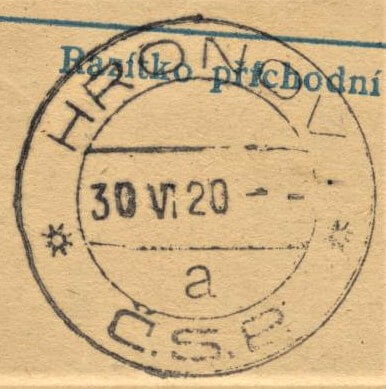 Razítko příchodní
HRONOV
30 VI 20 - - -
a
Č.S.R.